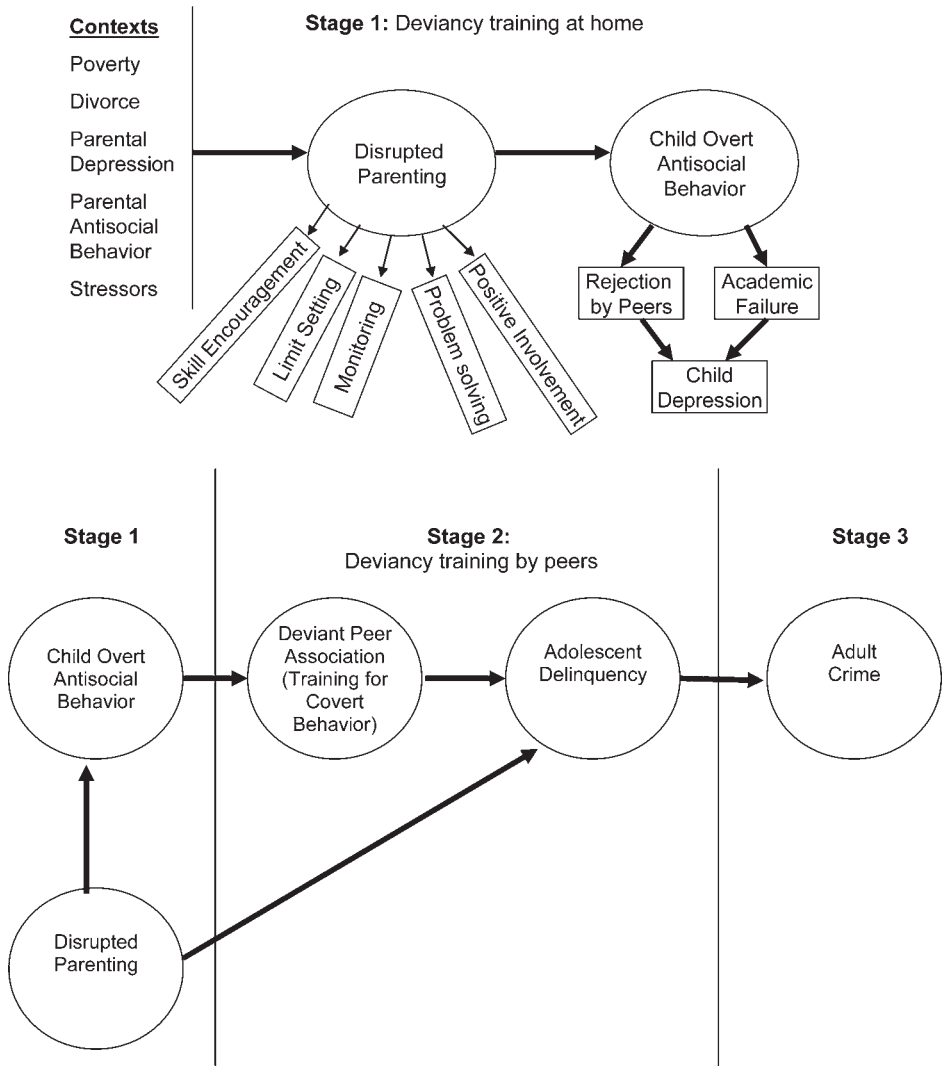 Contexts
Poverty
Divorce
Parental
Depression
Parental
Antisocial
Behavior
Stressors
Stage 1: Deviancy training at home
Disrupted
Parenting
Child Overt
Antisocial
Behavior
Skill Encouragement
Limit Setting
Monitoring
Problem solving
Positive Involvement
Rejection
by Peers
Academic
Failure
Child
Depression
Stage 1
Stage 2:
Deviancy training by peers
Stage 3
Child Overt
Antisocial
Behavior
Deviant Peer
Association
(Training for
Covert
Behavior)
Adolescent
Delinquency
Adult
Crime
Disrupted
Parenting